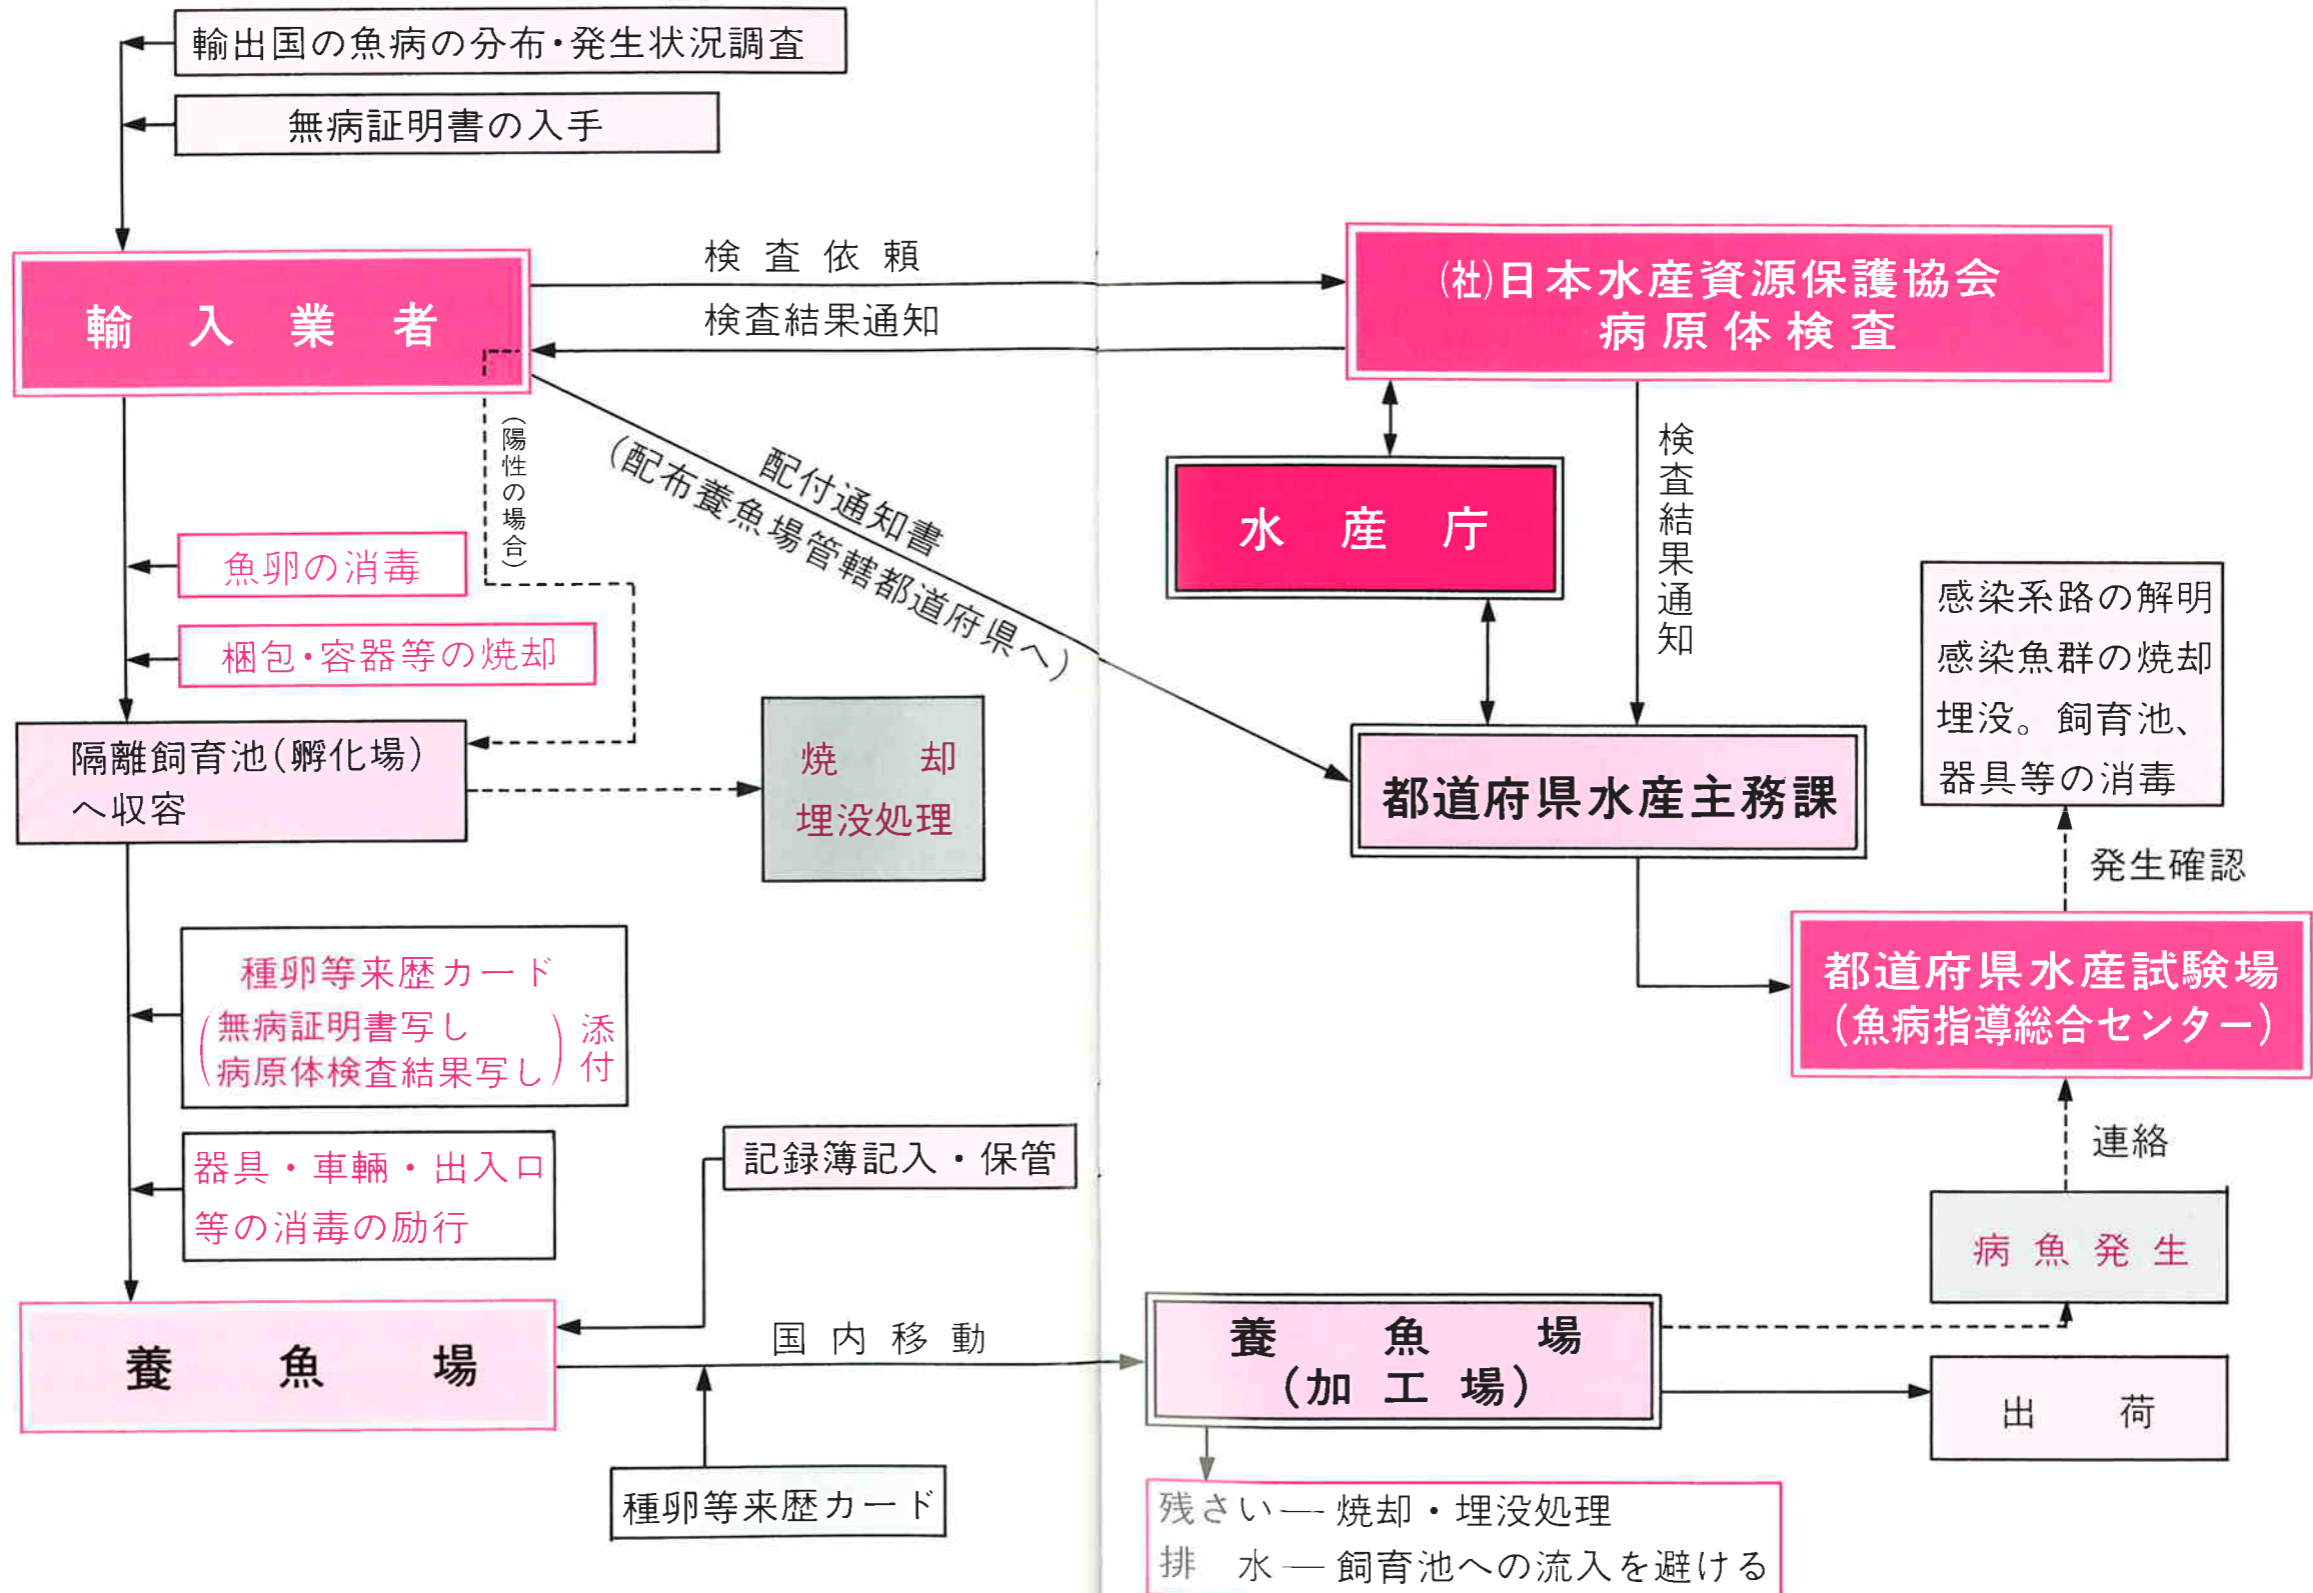 輸出国の魚病の分布・発生状況調査
無病証明書の入手
輸入業者
検査依頼
検査結果通知
(社)日本水産資源保護協会
病原体検査
(陽性の場合)
配付通知書
(配布養魚場管轄都道府県へ)
水産庁
検査結果通知
魚卵の消毒
梱包・容器等の焼却
隔離飼育池(孵化場)
へ収容
焼却
埋没処理
都道府県水産主務課
感染系路の解明
感染魚群の焼却
埋没。飼育池、
器具等の消毒
発生確認
都道府県水産試験場
(魚病指導総合センター)
連絡
病魚発生
種卵等来歴カード
(無病証明書写し
病原体検査結果写し)添付
器具・車輛・出入口
等の消毒の励行
記録簿記入・保管
養魚場
国内移動
種卵等来歴カード
養魚場
(加工場)
出荷
残さい―焼却・埋没処理
排水―飼育池への流入を避ける